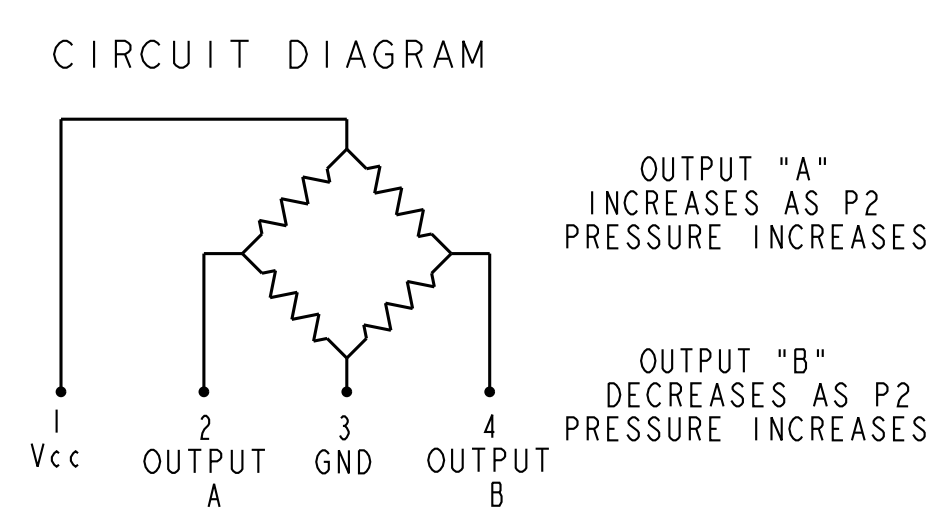 CIRCUIT DIAGRAM
OUTPUT "A"
INCREASES AS P2
PRESSURE INCREASES
OUTPUT "B"
DECREASES AS P2
PRESSURE INCREASES
1 2 3 4
Vcc OUTPUT GND OUTPUT
A B